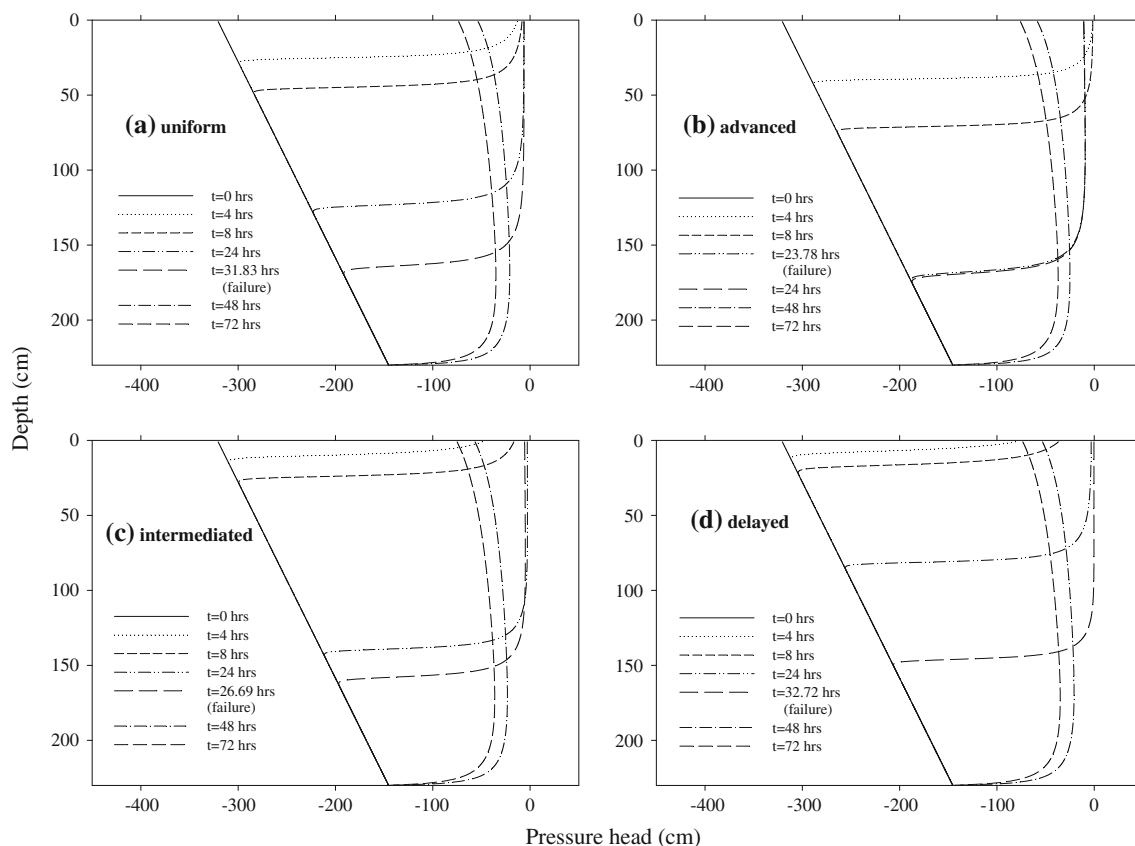 0
50
100
150
200
-400
-300
-200
-100
0
(a) uniform
t=0 hrs
t=4 hrs
t=8 hrs
t=24 hrs
t=31.83 hrs
(failure)
t=48 hrs
t=72 hrs
0
50
100
150
200
-400
-300
-200
-100
0
(b) advanced
t=0 hrs
t=4 hrs
t=8 hrs
t=23.78 hrs
(failure)
t=24 hrs
t=48 hrs
t=72 hrs
Depth (cm)
0
50
100
150
200
-400
-300
-200
-100
0
(c) intermediated
t=0 hrs
t=4 hrs
t=8 hrs
t=24 hrs
t=26.69 hrs
(failure)
t=48 hrs
t=72 hrs
0
50
100
150
200
-400
-300
-200
-100
0
(d) delayed
t=0 hrs
t=4 hrs
t=8 hrs
t=24 hrs
t=32.72 hrs
(failure)
t=48 hrs
t=72 hrs
Pressure head (cm)